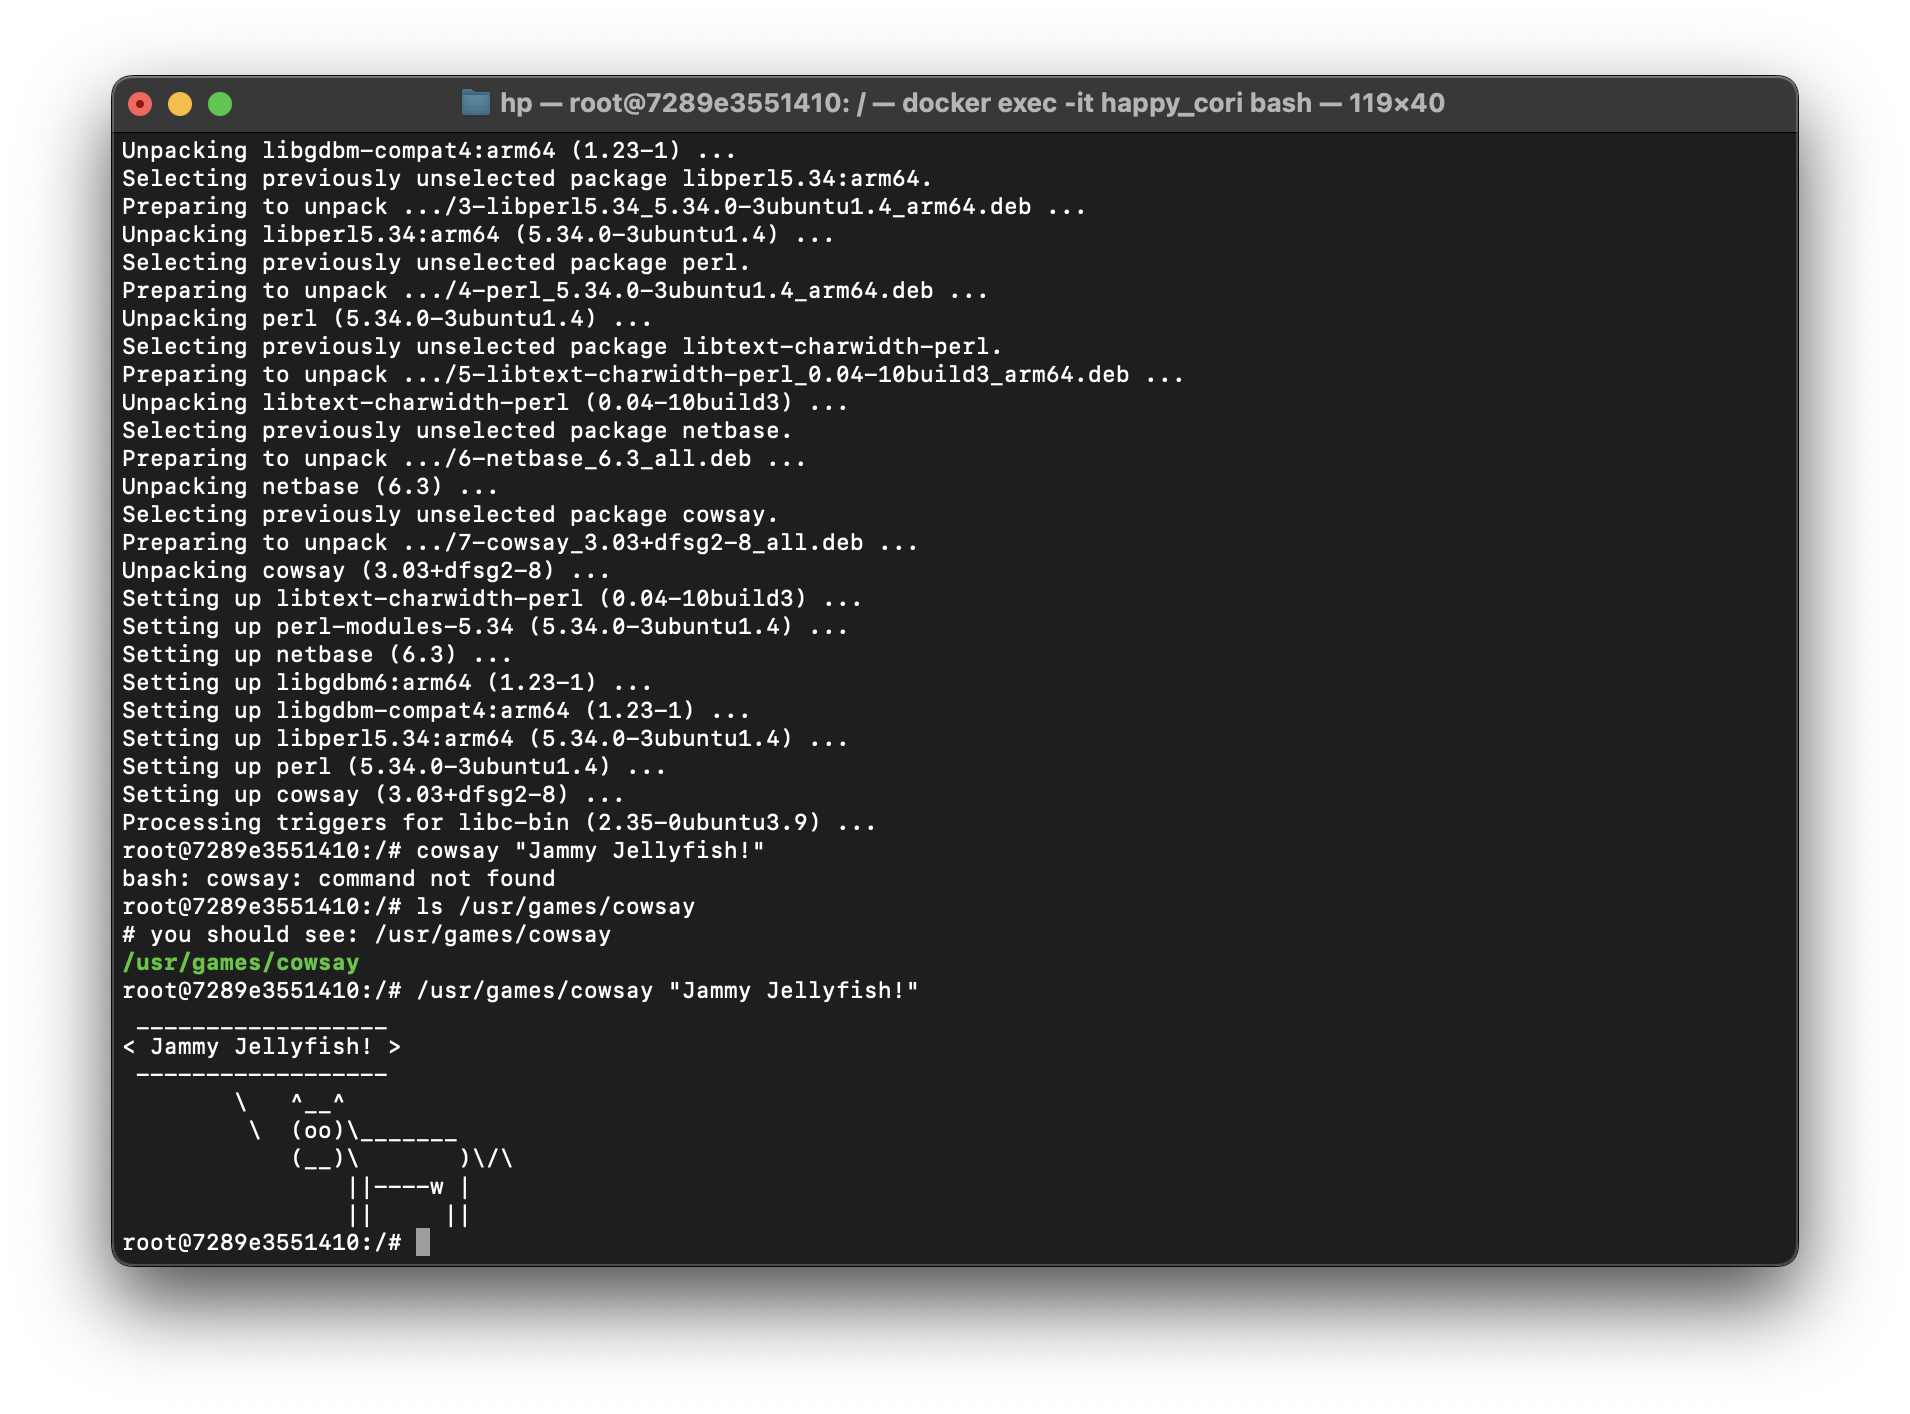 hp — root@7289e3551410: / — docker exec -it happy_cori bash — 119×40
Unpacking libgdbm-compat4:arm64 (1.23-1) ...
Selecting previously unselected package libperl5.34:arm64.
Preparing to unpack .../3-libperl5.34_5.34.0-3ubuntu1.4_arm64.deb ...
Unpacking libperl5.34:arm64 (5.34.0-3ubuntu1.4) ...
Selecting previously unselected package perl.
Preparing to unpack .../4-perl_5.34.0-3ubuntu1.4_arm64.deb ...
Unpacking perl (5.34.0-3ubuntu1.4) ...
Selecting previously unselected package libtext-charwidth-perl.
Preparing to unpack .../5-libtext-charwidth-perl_0.04-10build3_arm64.deb ...
Unpacking libtext-charwidth-perl (0.04-10build3) ...
Selecting previously unselected package netbase.
Preparing to unpack .../6-netbase_6.3_all.deb ...
Unpacking netbase (6.3) ...
Selecting previously unselected package cowsay.
Preparing to unpack .../7-cowsay_3.03+dfsg2-8_all.deb ...
Unpacking cowsay (3.03+dfsg2-8) ...
Setting up libtext-charwidth-perl (0.04-10build3) ...
Setting up perl-modules-5.34 (5.34.0-3ubuntu1.4) ...
Setting up netbase (6.3) ...
Setting up libgdbm6:arm64 (1.23-1) ...
Setting up libgdbm-compat4:arm64 (1.23-1) ...
Setting up libperl5.34:arm64 (5.34.0-3ubuntu1.4) ...
Setting up perl (5.34.0-3ubuntu1.4) ...
Setting up cowsay (3.03+dfsg2-8) ...
Processing triggers for libc-bin (2.35-0ubuntu3.9) ...
root@7289e3551410:/# cowsay "Jammy Jellyfish!"
bash: cowsay: command not found
root@7289e3551410:/# ls /usr/games/cowsay
# you should see: /usr/games/cowsay
/usr/games/cowsay
root@7289e3551410:/# /usr/games/cowsay "Jammy Jellyfish!"
 __________________
< Jammy Jellyfish! >
 ------------------
        \   ^__^
         \  (oo)\_______
            (__)\       )\/\
                ||----w |
                ||     ||
root@7289e3551410:/#